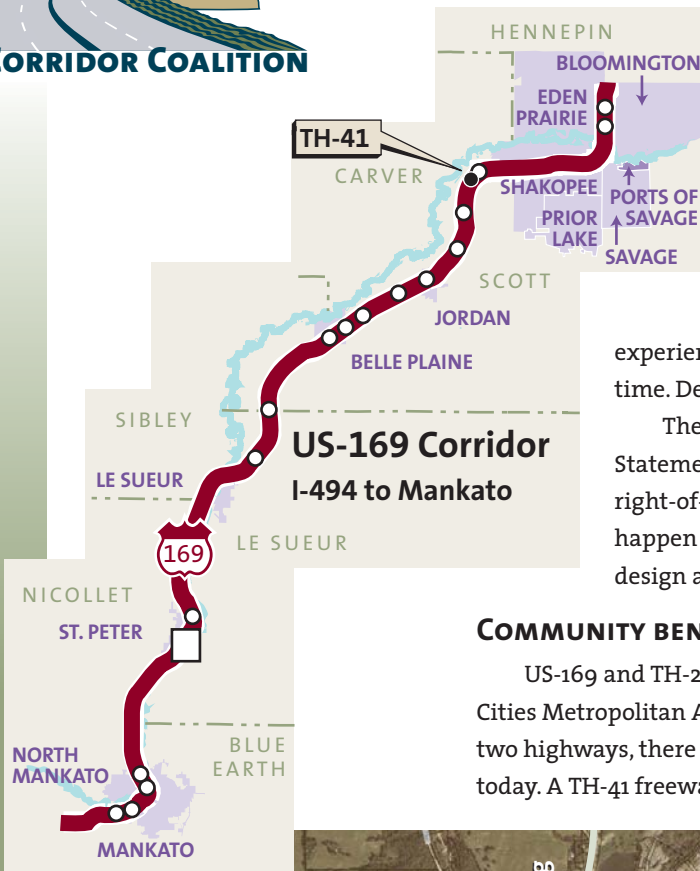 CORRIDOR COALITION
HENNEPIN
BLOOMINGTON
EDEN
PRAIRIE
TH-41
CARVER
SHAKOPEE
PORTS OF
SAVAGE
PRIOR
LAKE
SAVAGE
SCOTT
JORDAN
BELLE PLAINE
SIBLEY
US-169 Corridor
I-494 to Mankato
LE SUEUR
169
LE SUEUR
NICOLLET
ST. PETER
BLUE
EARTH
NORTH
MANKATO
MANKATO
time. De
The
Stateme
right-of-
happen
design a
COMMUNITY BEN
US-169 and TH-2
Cities Metropolitan A
two highways, there
today. A TH-41 freewa